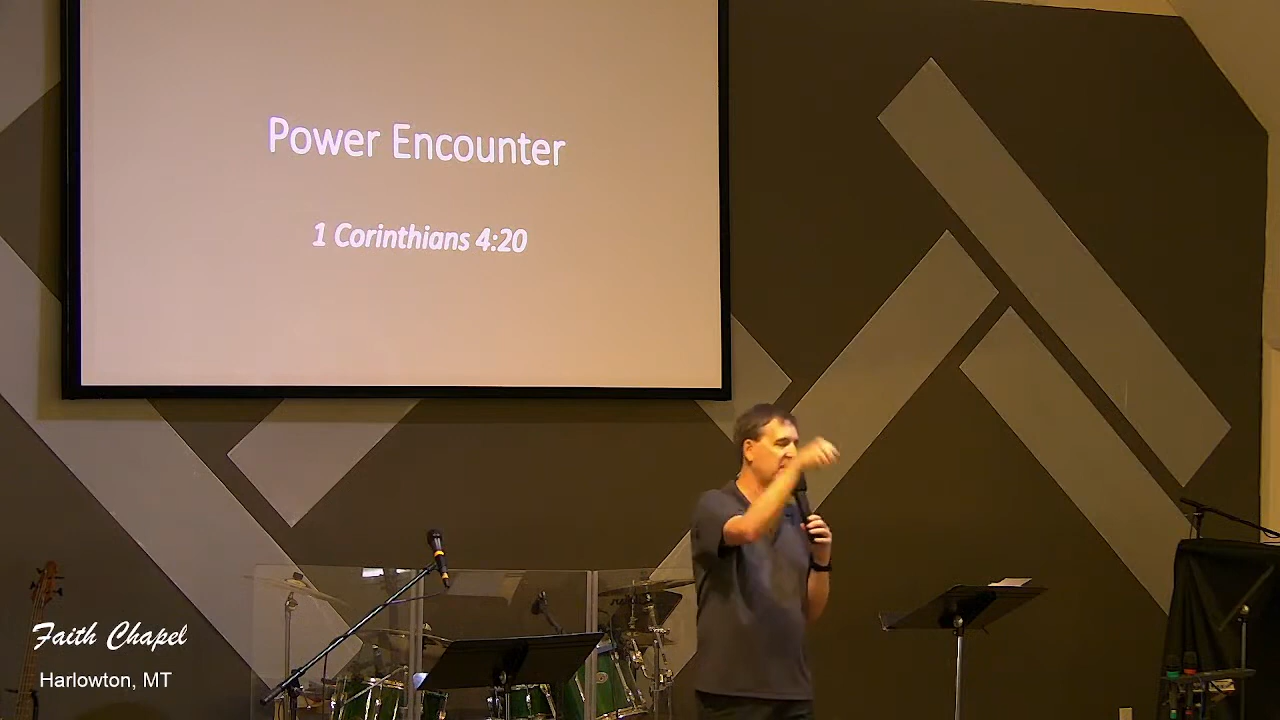 Power Encounter
1 Corinthians 4:20
Faith Chapel
Harlowton, MT